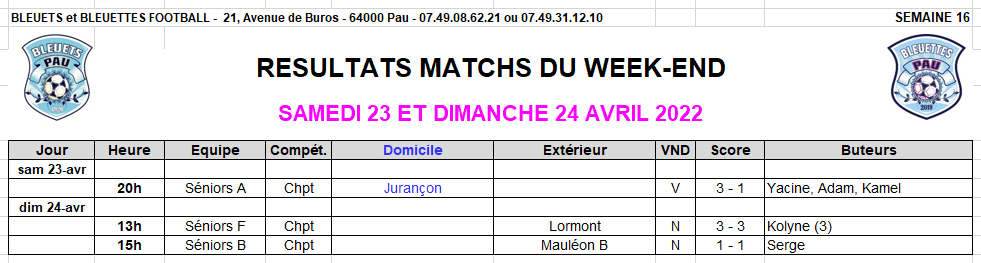 BLEUETS et BLEUETTES FOOTBALL - 21, Avenue de Buros - 64000 Pau - 07.49.08.62.21 ou 07.49.31.12.10 SEMAINE 16
BLEUETS PAU
BLEUETTES PAU 2019
RESULTATS MATCHS DU WEEK-END
SAMEDI 23 ET DIMANCHE 24 AVRIL 2022
Jour Heure Equipe Compét. Domicile Extérieur VND Score Buteurs
sam 23-avr
20h Séniors A Chpt Jurançon V 3 - 1 Yacine, Adam, Kamel
dim 24-avr
13h Séniors F Chpt Lormont N 3 - 3 Kolyne (3)
15h Séniors B Chpt Mauléon B N 1 - 1 Serge